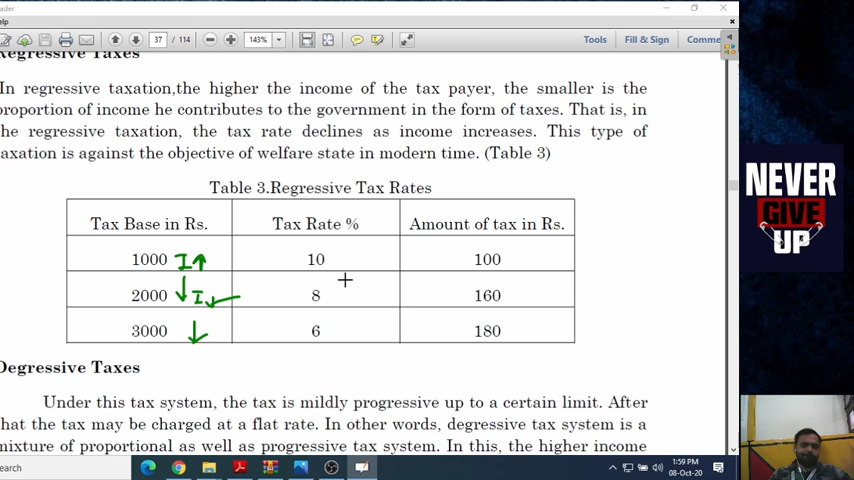 ader
elp
37 / 114
143%
Tools
Fill & Sign
Comme
Regressive Taxes
In regressive taxation,the higher the income of the tax payer, the smaller is the
proportion of income he contributes to the government in the form of taxes. That is, in
he regressive taxation, the tax rate declines as income increases. This type of
axation is against the objective of welfare state in modern time. (Table 3)
Table 3.Regressive Tax Rates
Tax Base in Rs. Tax Rate % Amount of tax in Rs.
1000 I↑ 10 100
2000 ↓ I 8 160
3000 ↓ 6 180
Degressive Taxes
Under this tax system, the tax is mildly progressive up to a certain limit. After
hat the tax may be charged at a flat rate. In other words, degressive tax system is a
mixture of proportional as well as progressive tax system. In this, the higher income
NEVER
GIVE
UP
earch
1:59 PM
08-Oct-20